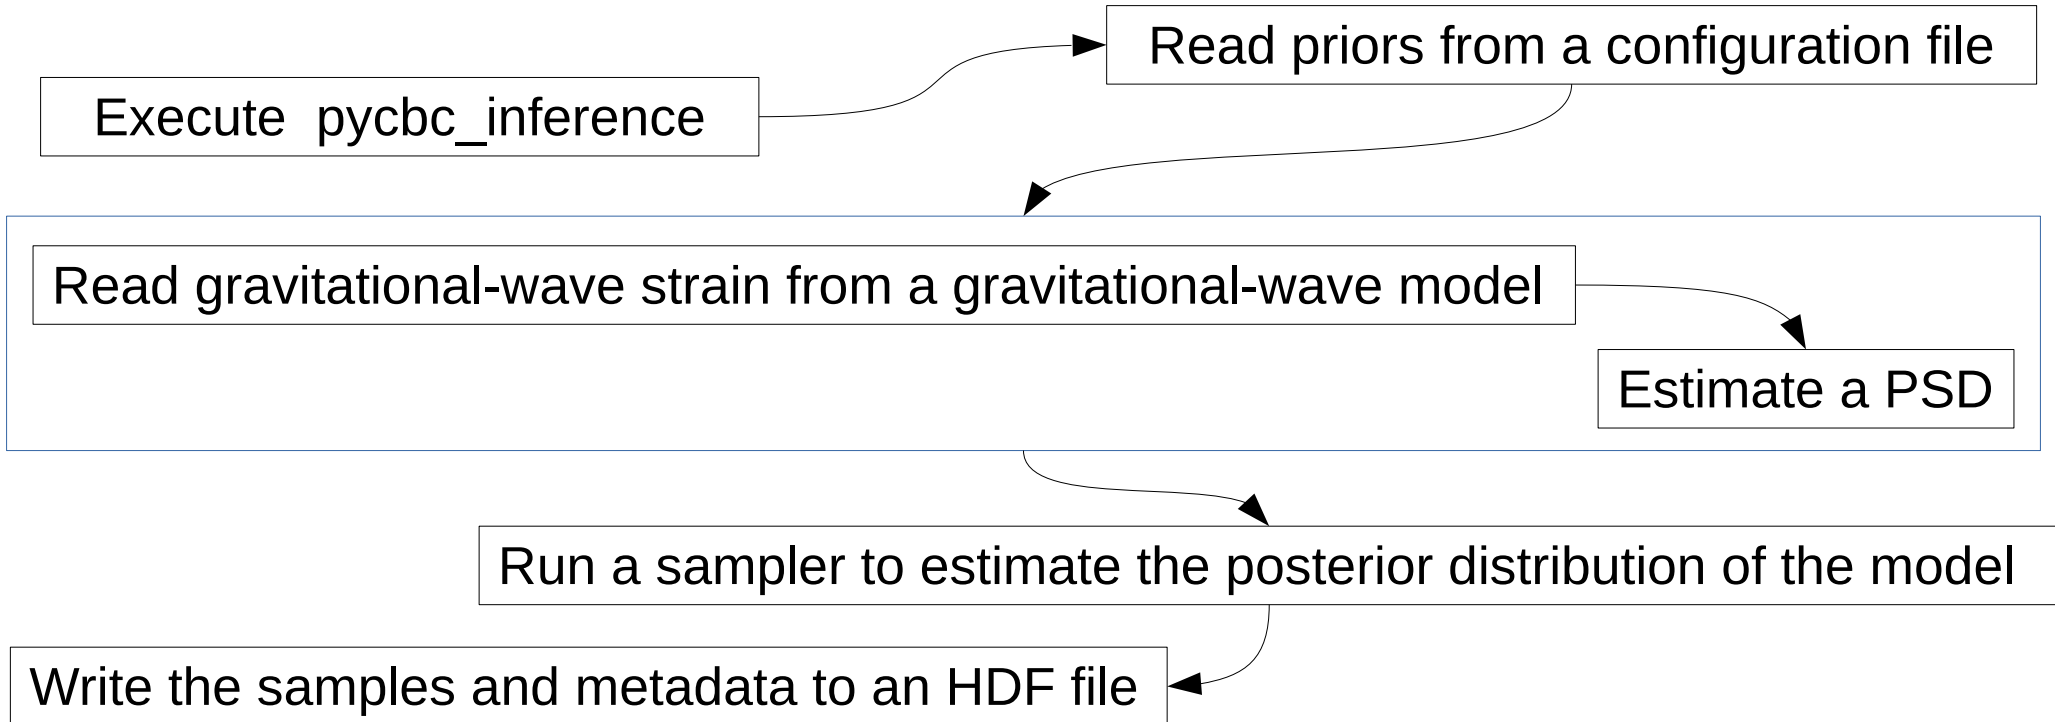 Execute pycbc_inference
Read priors from a configuration file
Read gravitational-wave strain from a gravitational-wave model
Estimate a PSD
Run a sampler to estimate the posterior distribution of the model
Write the samples and metadata to an HDF file